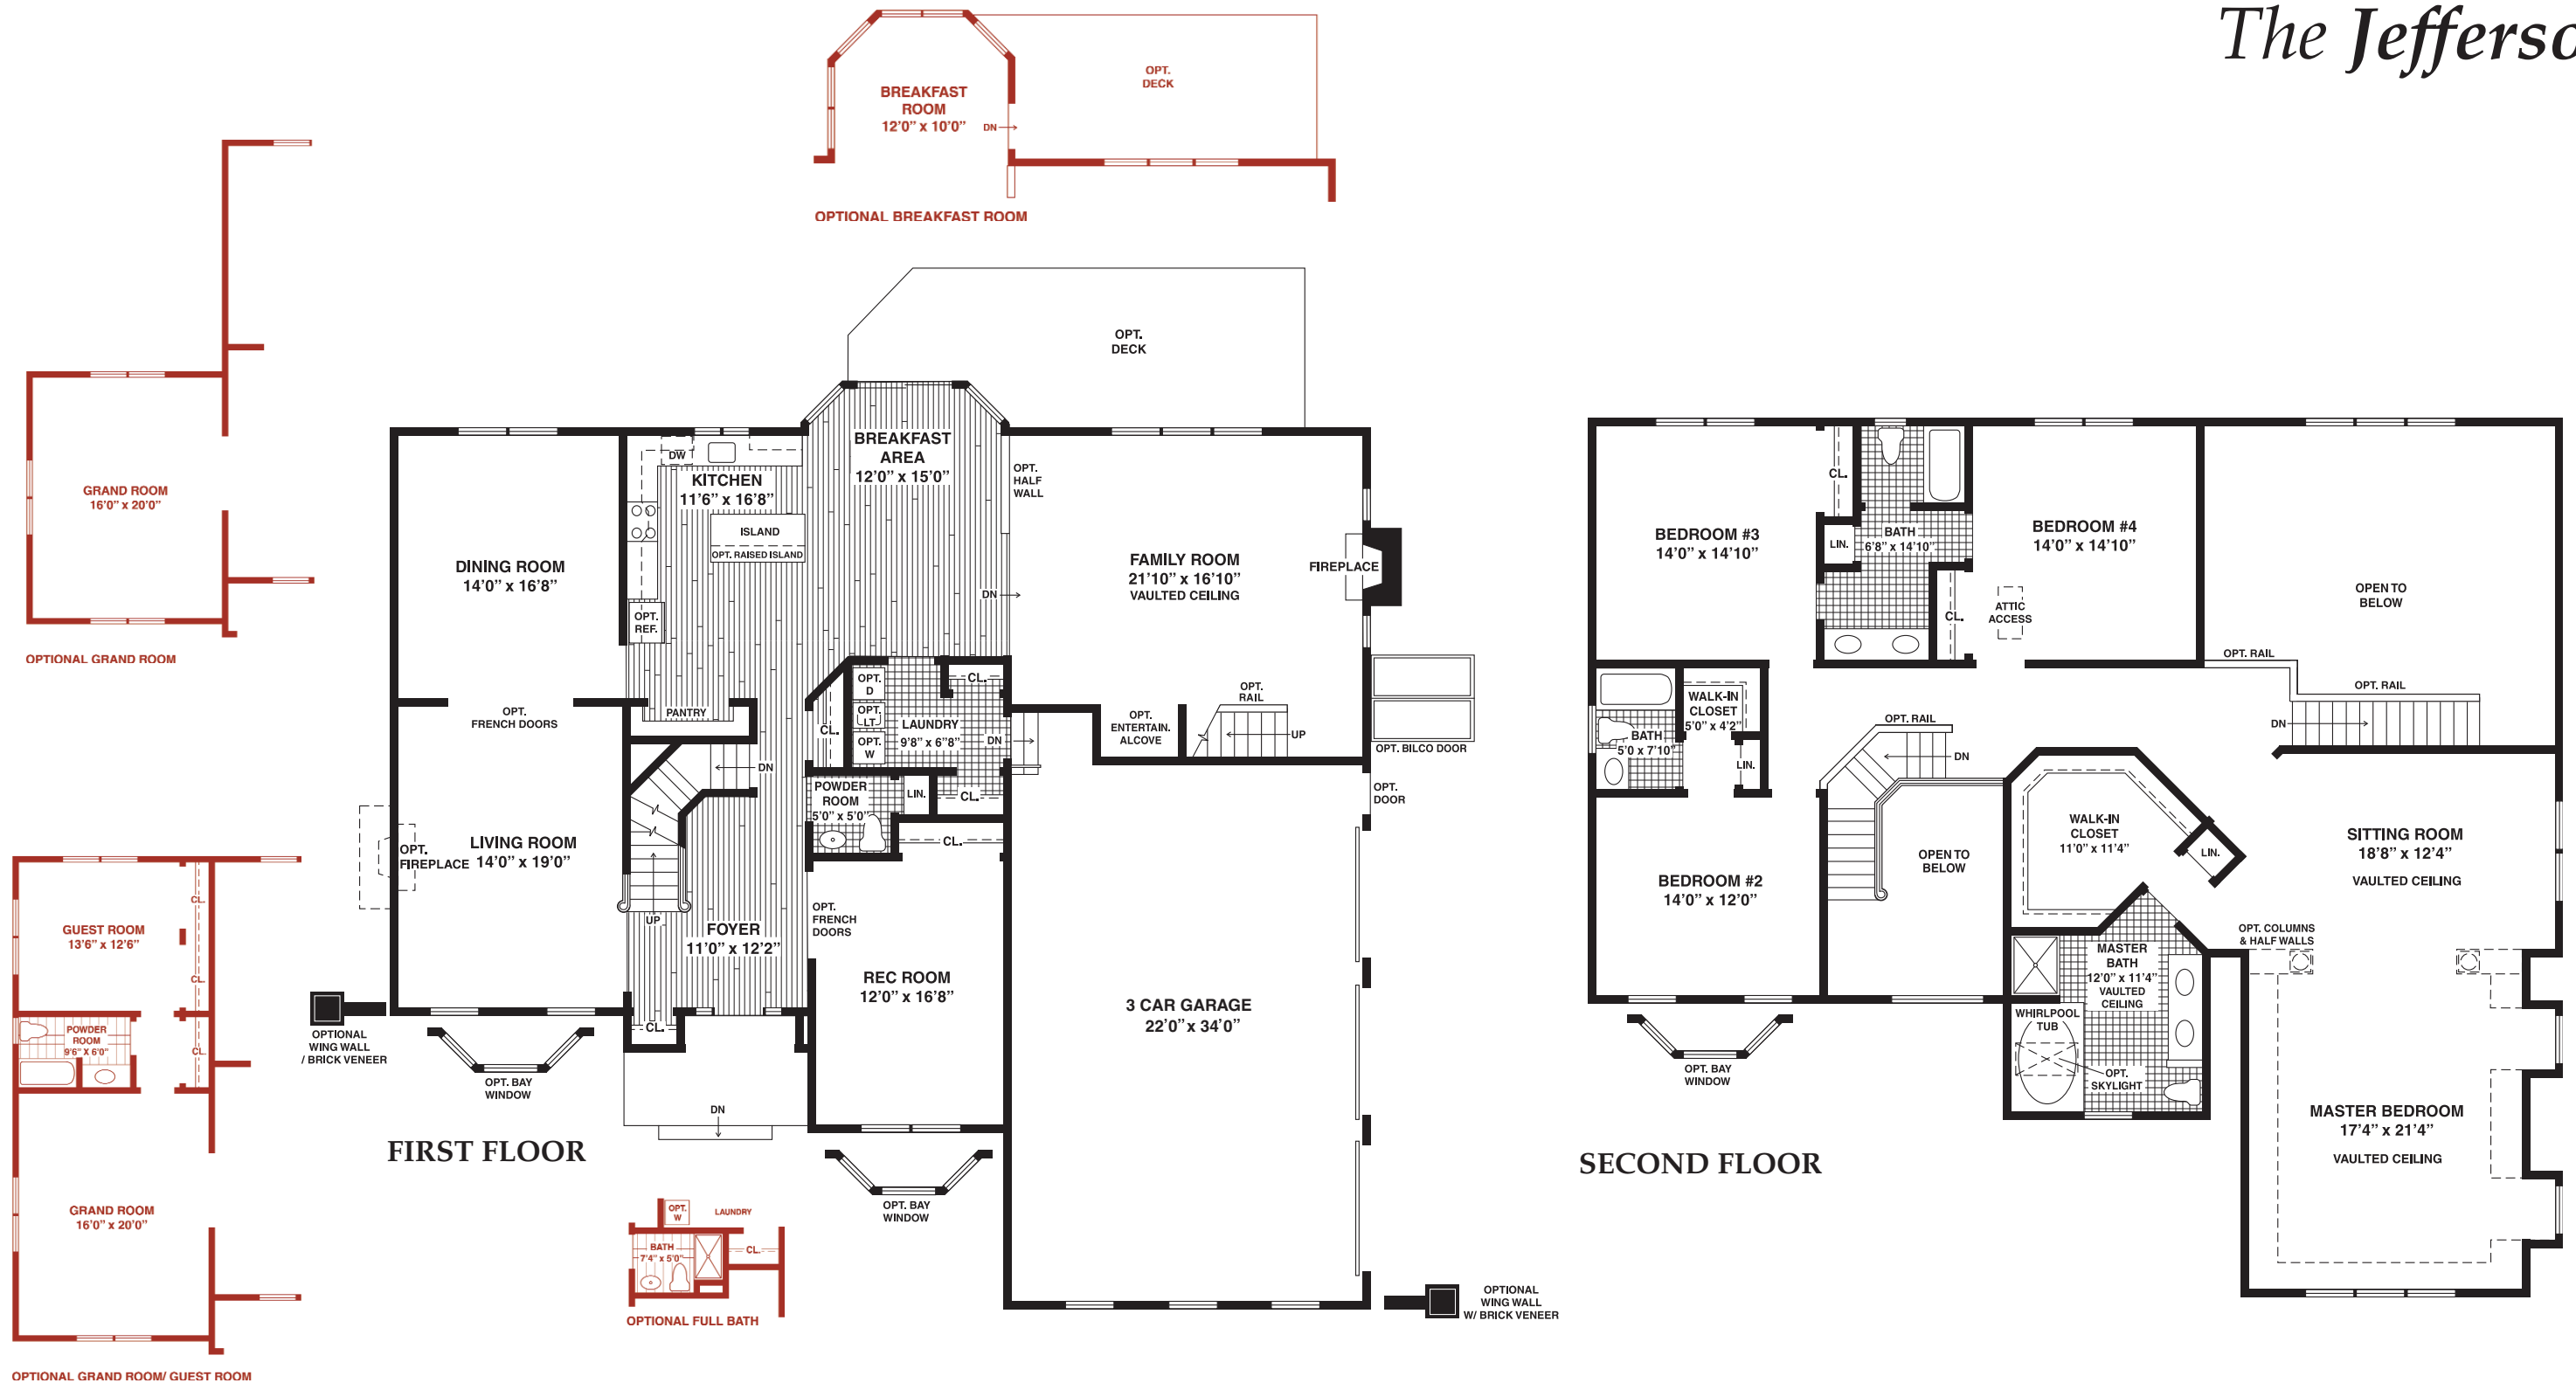 The Jefferso
BREAKFAST
ROOM
12'0" x 10'0"
DN
OPT.
DECK
OPTIONAL BREAKFAST ROOM
GRAND ROOM
16'0" x 20'0"
OPTIONAL GRAND ROOM
GUEST ROOM
13'6" x 12'6"
CL.
CL.
POWDER
ROOM
9'6" X 6'0"
CL.
GRAND ROOM
16'0" x 20'0"
OPTIONAL GRAND ROOM/ GUEST ROOM
OPT.
DECK
DW
KITCHEN
11'6" x 16'8"
ISLAND
OPT. RAISED ISLAND
OPT.
REF.
PANTRY
BREAKFAST
AREA
12'0" x 15'0"
OPT.
HALF
WALL
DN
FAMILY ROOM
21'10" x 16'10"
VAULTED CEILING
FIREPLACE
DINING ROOM
14'0" x 16'8"
OPT.
FRENCH DOORS
OPT.
D
OPT.
LT
OPT.
W
CL.
CL.
LAUNDRY
9'8" x 6"8"
DN
OPT.
ENTERTAIN.
ALCOVE
OPT.
RAIL
UP
OPT. BILCO DOOR
OPT.
DOOR
DN
POWDER
ROOM
5'0" x 5'0"
LIN.
CL.
CL.
LIVING ROOM
14'0" x 19'0"
OPT.
FIREPLACE
UP
FOYER
11'0" x 12'2"
OPT.
FRENCH
DOORS
REC ROOM
12'0" x 16'8"
3 CAR GARAGE
22'0" x 34'0"
OPTIONAL
WING WALL
/ BRICK VENEER
CL.
OPT. BAY
WINDOW
DN
FIRST FLOOR
OPT. BAY
WINDOW
OPT.
W
LAUNDRY
BATH
7'4" x 5'0"
CL.
OPTIONAL FULL BATH
OPTIONAL
WING WALL
W/ BRICK VENEER
BEDROOM #3
14'0" x 14'10"
CL.
LIN.
BATH
6'8" x 14'10"
CL.
BEDROOM #4
14'0" x 14'10"
ATTIC
ACCESS
OPEN TO
BELOW
OPT. RAIL
OPT. RAIL
DN
WALK-IN
CLOSET
5'0" x 4'2"
BATH
5'0 x 7'10"
LIN.
OPT. RAIL
DN
BEDROOM #2
14'0" x 12'0"
OPEN TO
BELOW
WALK-IN
CLOSET
11'0" x 11'4"
LIN.
SITTING ROOM
18'8" x 12'4"
VAULTED CEILING
OPT. COLUMNS
& HALF WALLS
MASTER
BATH
12'0" x 11'4"
VAULTED
CEILING
WHIRLPOOL
TUB
OPT.
SKYLIGHT
OPT. BAY
WINDOW
MASTER BEDROOM
17'4" x 21'4"
VAULTED CEILING
SECOND FLOOR